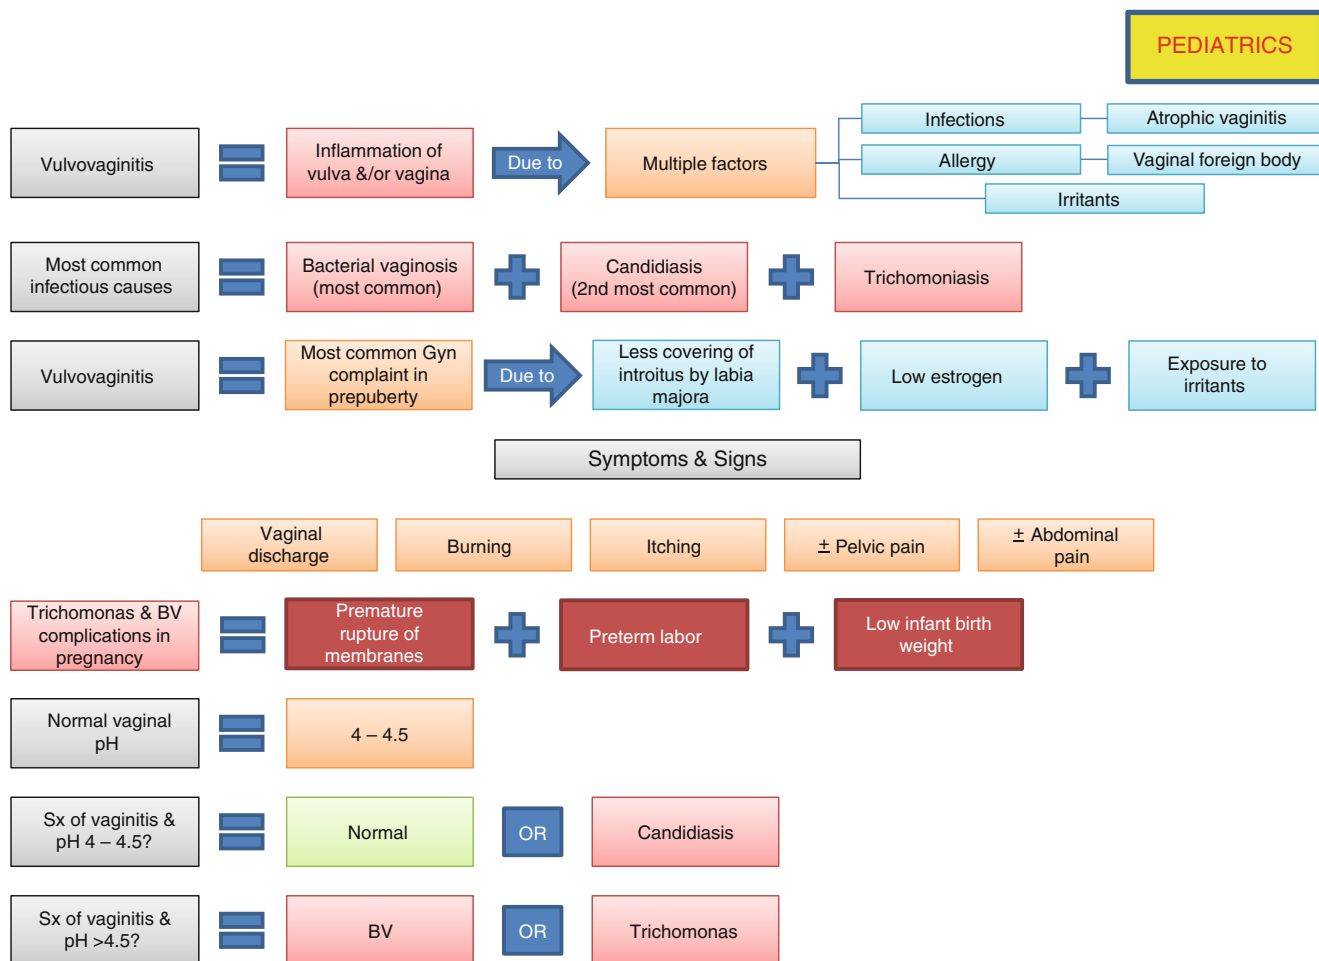 PEDIATRICS
Vulvovaginitis
Inflammation of
vulva &/or vagina
Due to
Multiple factors
Infections
Atrophic vaginitis
Allergy
Vaginal foreign body
Irritants
Most common
infectious causes
Bacterial vaginosis
(most common)
Candidiasis
(2nd most common)
Trichomoniasis
Vulvovaginitis
Most common Gyn
complaint in
prepuberty
Due to
Less covering of
introitus by labia
majora
Low estrogen
Exposure to
irritants
Symptoms & Signs
Vaginal
discharge
Burning
Itching
± Pelvic pain
± Abdominal
pain
Trichomonas & BV
complications in
pregnancy
Premature
rupture of
membranes
Preterm labor
Low infant birth
weight
Normal vaginal
pH
4 – 4.5
Sx of vaginitis &
pH 4 – 4.5?
Normal
OR
Candidiasis
Sx of vaginitis &
pH >4.5?
BV
OR
Trichomonas